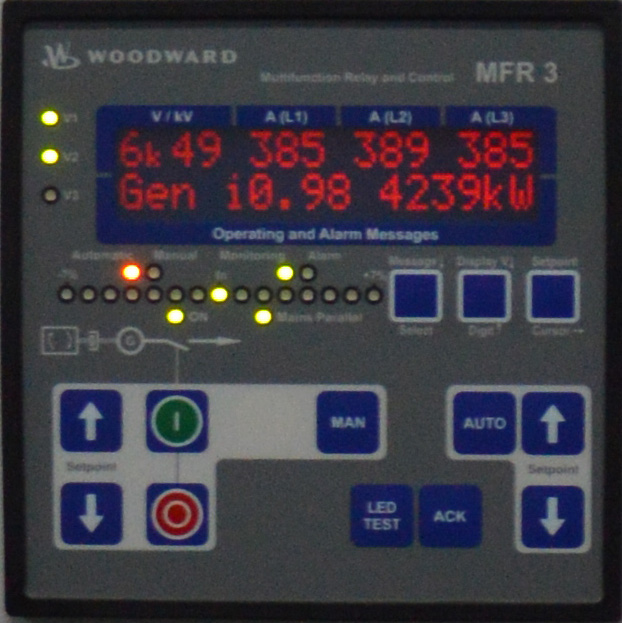 WOODWARD
Multifunction Relay and Control MFR 3
V / kV A (L1) A (L2) A (L3)
V1
6k49 385 389 385
V2
Gen i0.98 4239kW
V3
Operating and Alarm Messages
Automatic Manual Monitoring Alarm
Message↓ Display V↓ Setpoint
-7% fn +7%
ON Mains Parallel
Select Digit↑ Cursor→
G
I MAN AUTO
Setpoint Setpoint
LED
TEST ACK